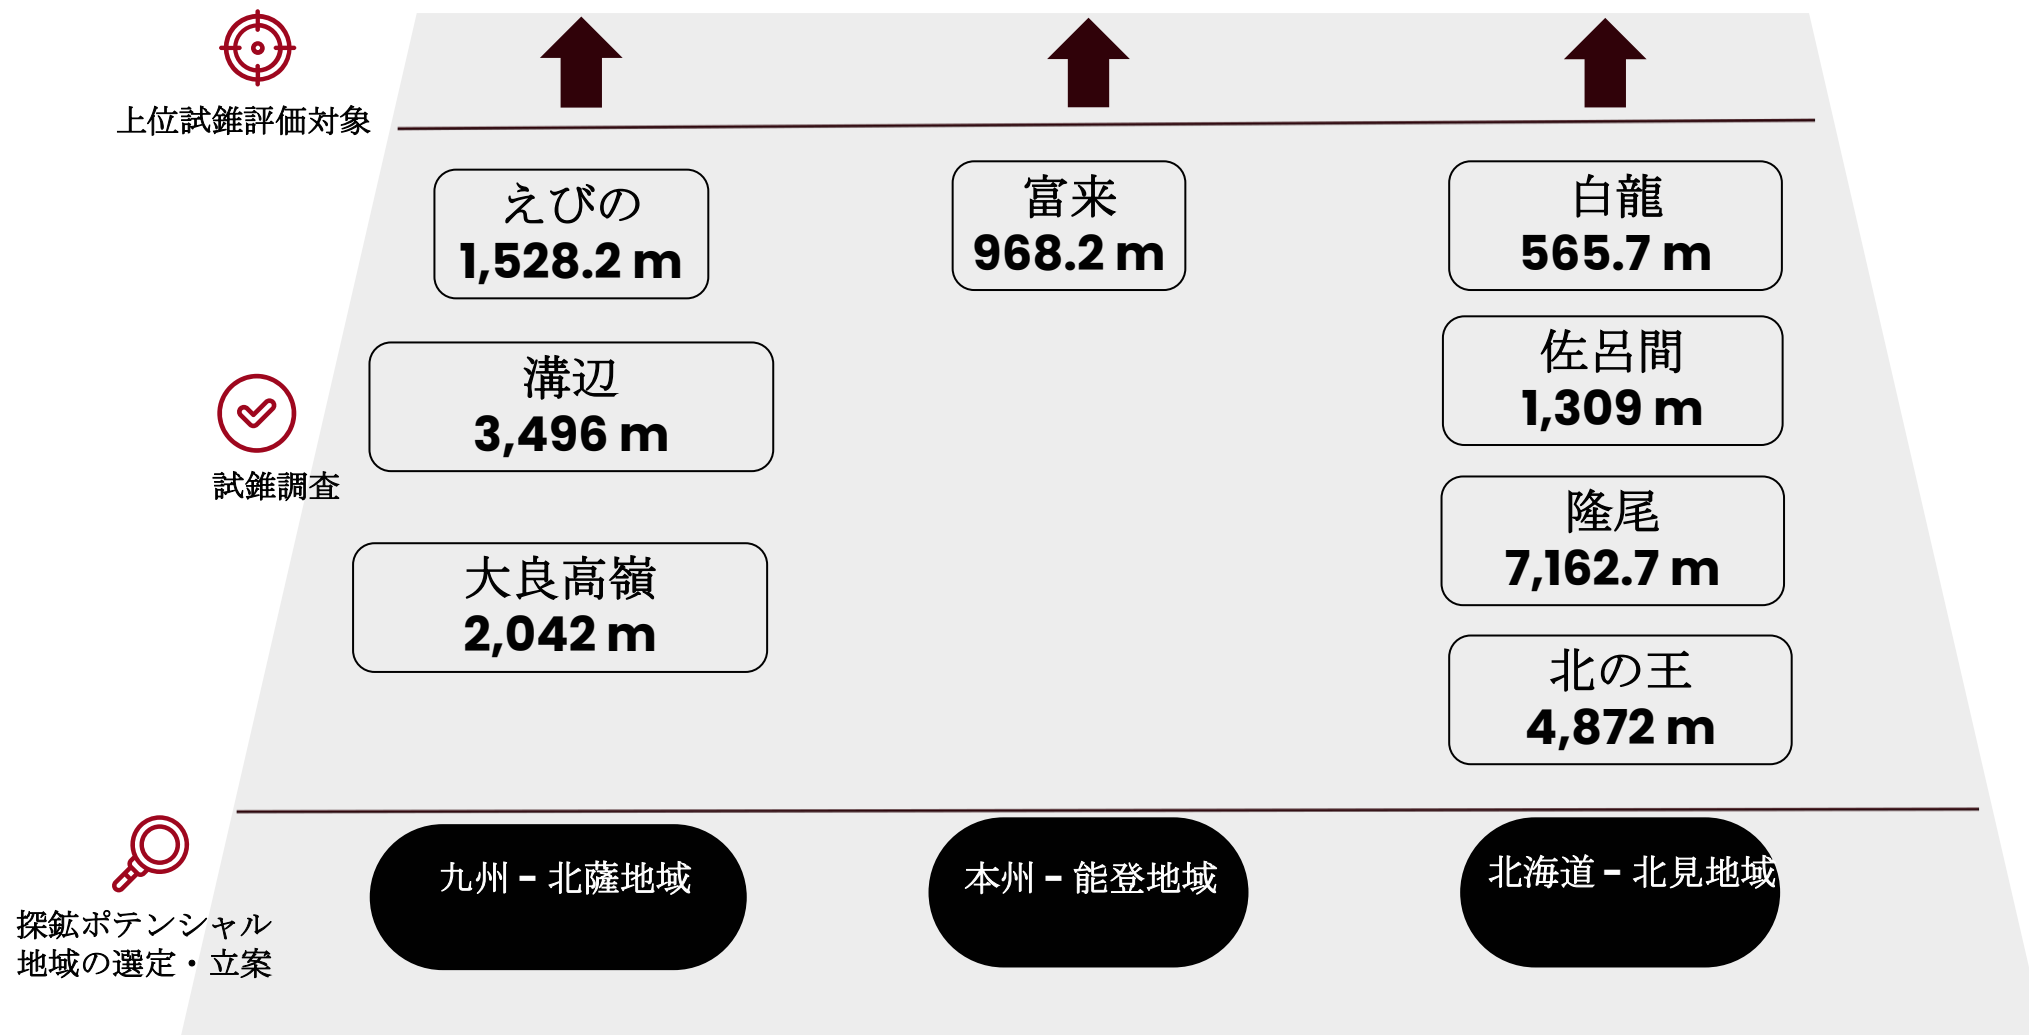 上位試錐評価対象
えびの
1,528.2 m
富来
968.2 m
白龍
565.7 m
溝辺
3,496 m
佐呂間
1,309 m
試錐調査
隆尾
7,162.7 m
大良高嶺
2,042 m
北の王
4,872 m
九州 - 北薩地域
本州 - 能登地域
北海道 - 北見地域
探鉱ポテンシャル
地域の選定・立案